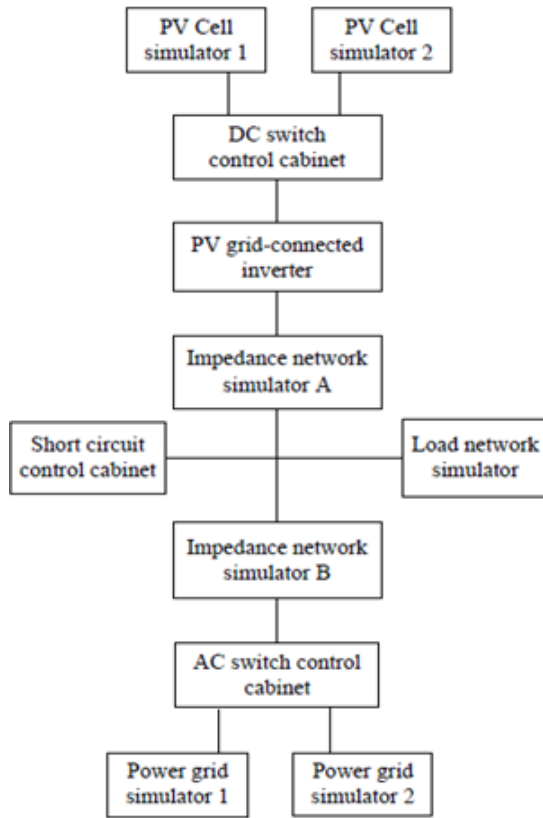 PV Cell
simulator 1
PV Cell
simulator 2
DC switch
control cabinet
PV grid-connected
inverter
Impedance network
simulator A
Short circuit
control cabinet
Load network
simulator
Impedance network
simulator B
AC switch control
cabinet
Power grid
simulator 1
Power grid
simulator 2